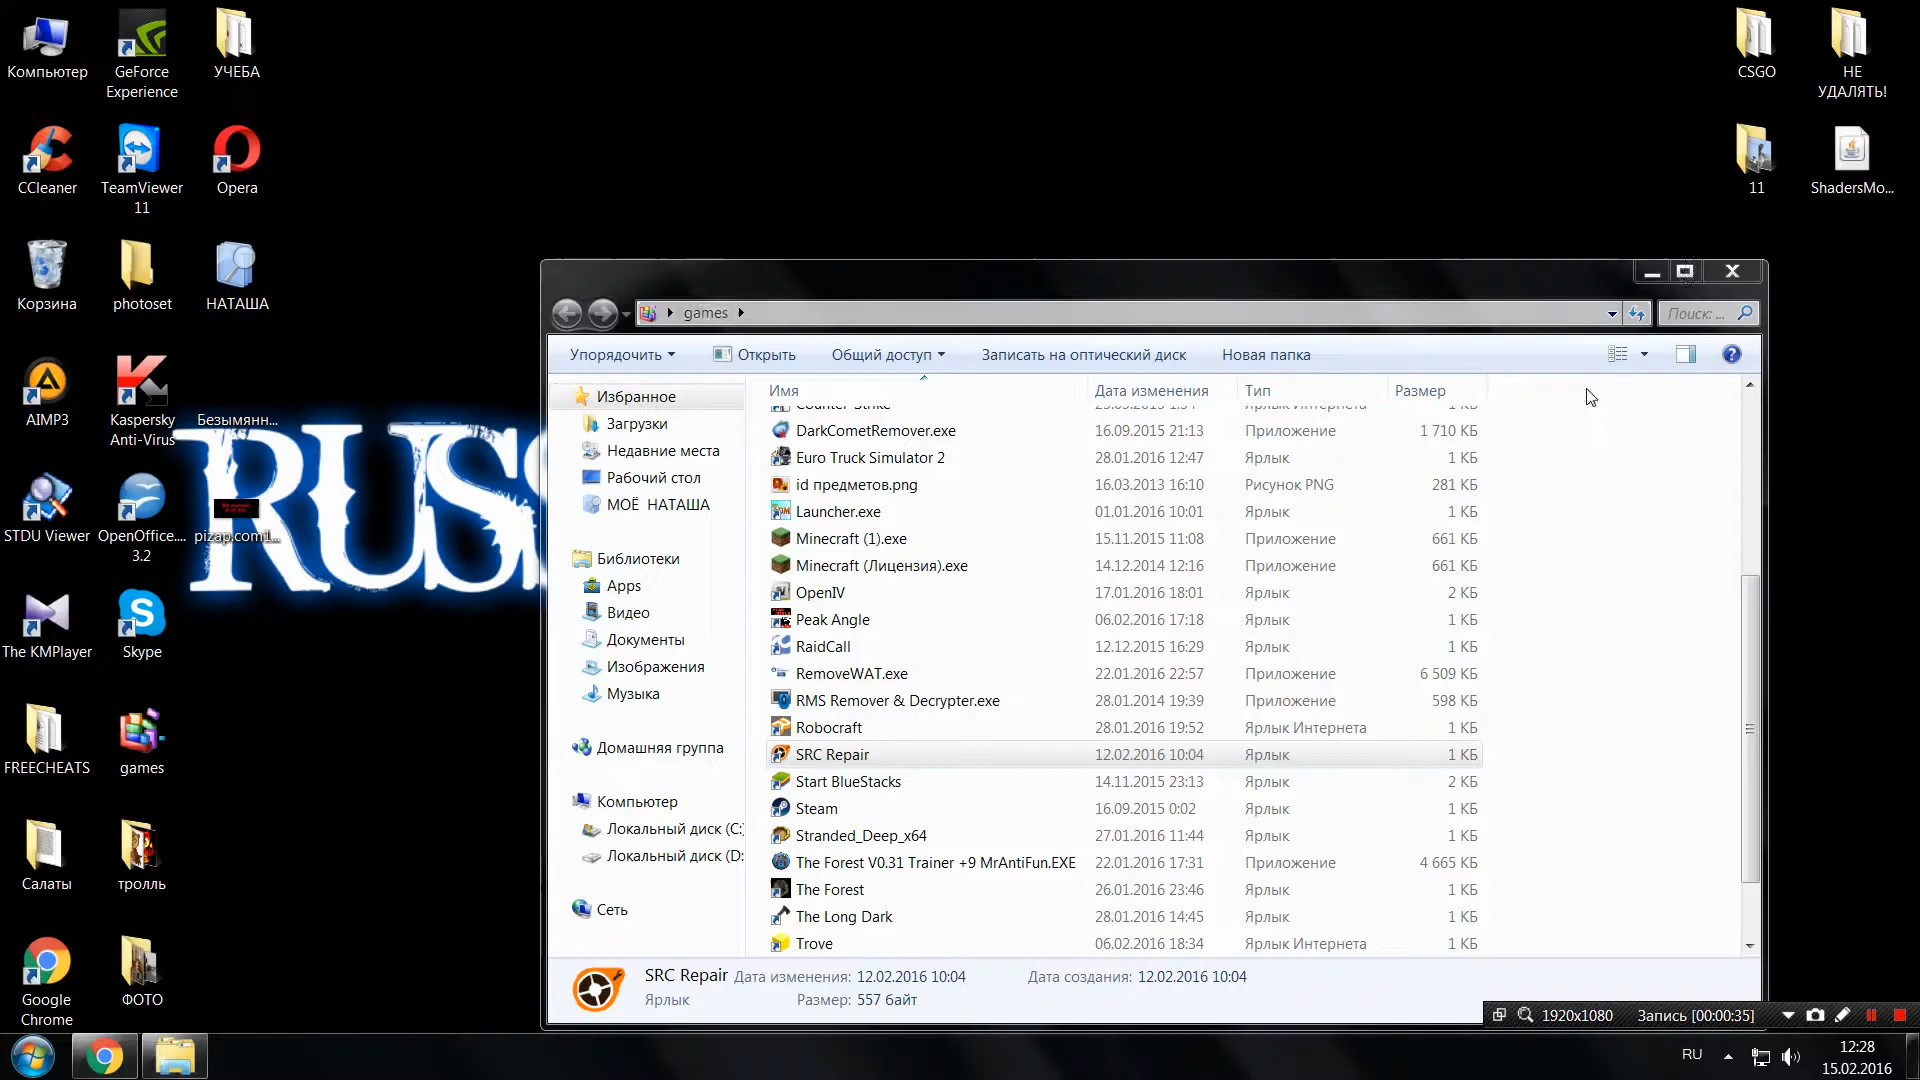 Компьютер
GeForce
Experience
УЧЕБА
CSGO
НЕ
УДАЛЯТЬ!
CCleaner
TeamViewer
11
Opera
11
ShadersMo...
Корзина
photoset
НАТАША
AIMP3
Kaspersky
Anti-Virus
Безымянн...
STDU Viewer
OpenOffice....
3.2
pizap.com1...
The KMPlayer
Skype
FREECHEATS
games
Салаты
тролль
Google
Chrome
ФОТО
RUSS
games
Поиск: ...
Упорядочить
Открыть
Общий доступ
Записать на оптический диск
Новая папка
Избранное
Загрузки
Недавние места
Рабочий стол
МОЁ НАТАША
Библиотеки
Apps
Видео
Документы
Изображения
Музыка
Домашняя группа
Компьютер
Локальный диск (C:
Локальный диск (D:
Сеть
Имя Дата изменения Тип Размер
Counter-Strike Ярлык Интернета 1 КБ
DarkCometRemover.exe 16.09.2015 21:13 Приложение 1 710 КБ
Euro Truck Simulator 2 28.01.2016 12:47 Ярлык 1 КБ
id предметов.png 16.03.2013 16:10 Рисунок PNG 281 КБ
Launcher.exe 01.01.2016 10:01 Ярлык 1 КБ
Minecraft (1).exe 15.11.2015 11:08 Приложение 661 КБ
Minecraft (Лицензия).exe 14.12.2014 12:16 Приложение 661 КБ
OpenIV 17.01.2016 18:01 Ярлык 2 КБ
Peak Angle 06.02.2016 17:18 Ярлык 1 КБ
RaidCall 12.12.2015 16:29 Ярлык 1 КБ
RemoveWAT.exe 22.01.2016 22:57 Приложение 6 509 КБ
RMS Remover & Decrypter.exe 28.01.2014 19:39 Приложение 598 КБ
Robocraft 28.01.2016 19:52 Ярлык Интернета 1 КБ
SRC Repair 12.02.2016 10:04 Ярлык 1 КБ
Start BlueStacks 14.11.2015 23:13 Ярлык 2 КБ
Steam 16.09.2015 0:02 Ярлык 1 КБ
Stranded_Deep_x64 27.01.2016 11:44 Ярлык 1 КБ
The Forest V0.31 Trainer +9 MrAntiFun.EXE 22.01.2016 17:31 Приложение 4 665 КБ
The Forest 26.01.2016 23:46 Ярлык 1 КБ
The Long Dark 28.01.2016 14:45 Ярлык 1 КБ
Trove 06.02.2016 18:34 Ярлык Интернета 1 КБ
SRC Repair Дата изменения: 12.02.2016 10:04 Дата создания: 12.02.2016 10:04
Ярлык Размер: 557 байт
1920x1080 Запись [00:00:35]
RU
12:28
15.02.2016